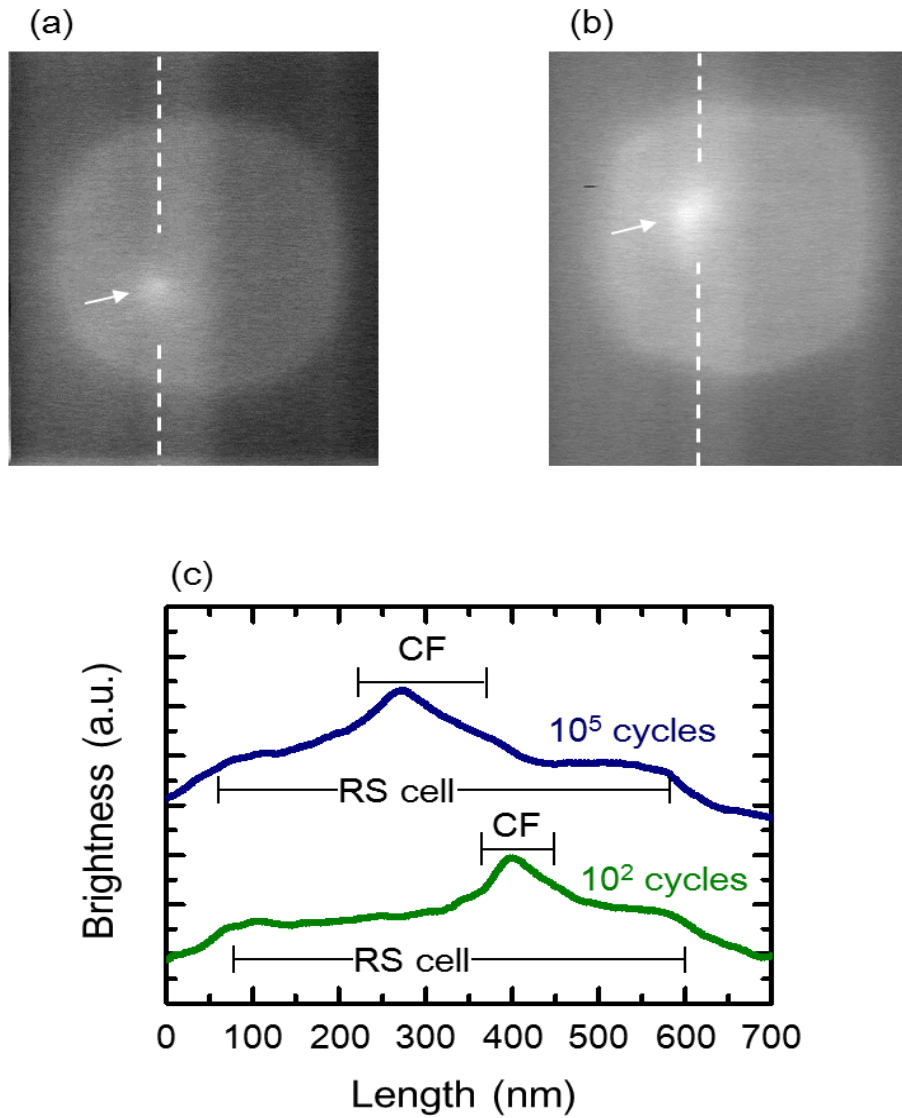 (a)
(b)
(c)
CF
10⁵ cycles
RS cell
CF
10² cycles
RS cell
Brightness (a.u.)
0 100 200 300 400 500 600 700
Length (nm)